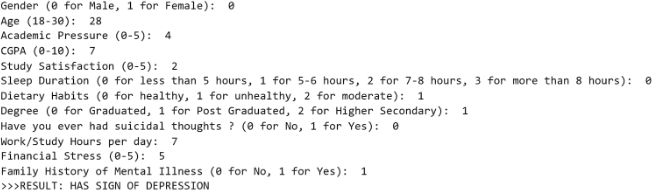 Gender (0 for Male, 1 for Female):  0
Age (18-30):  28
Academic Pressure (0-5):  4
CGPA (0-10):  7
Study Satisfaction (0-5):  2
Sleep Duration (0 for less than 5 hours, 1 for 5-6 hours, 2 for 7-8 hours, 3 for more than 8 hours):  0
Dietary Habits (0 for healthy, 1 for unhealthy, 2 for moderate):  1
Degree (0 for Graduated, 1 for Post Graduated, 2 for Higher Secondary):  1
Have you ever had suicidal thoughts ? (0 for No, 1 for Yes):  0
Work/Study Hours per day:  7
Financial Stress (0-5):  5
Family History of Mental Illness (0 for No, 1 for Yes):  1
>>>RESULT: HAS SIGN OF DEPRESSION